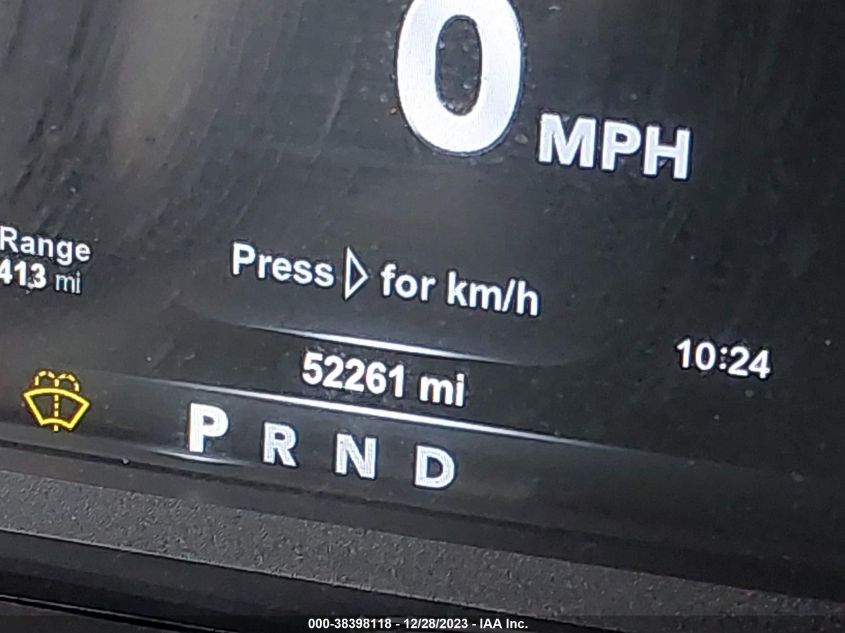 0 MPH
Range
413 mi
Press ▷ for km/h
10:24
52261 mi
P R N D
000-38398118 - 12/28/2023 - IAA Inc.